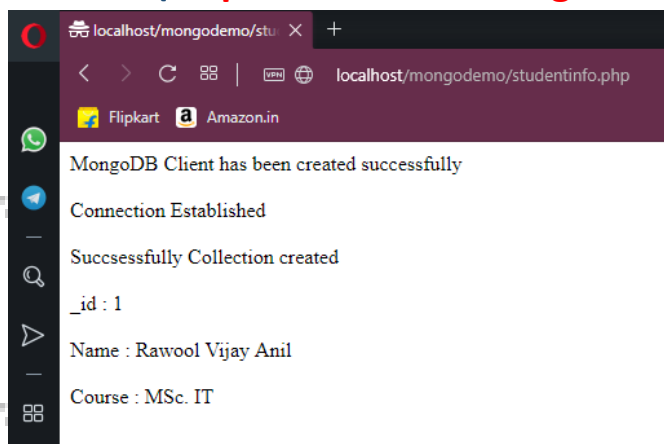 localhost/mongodemo/stu
VPN localhost/mongodemo/studentinfo.php
Flipkart a Amazon.in
MongoDB Client has been created successfully
Connection Established
Succsessfully Collection created
_id : 1
Name : Rawool Vijay Anil
Course : MSc. IT